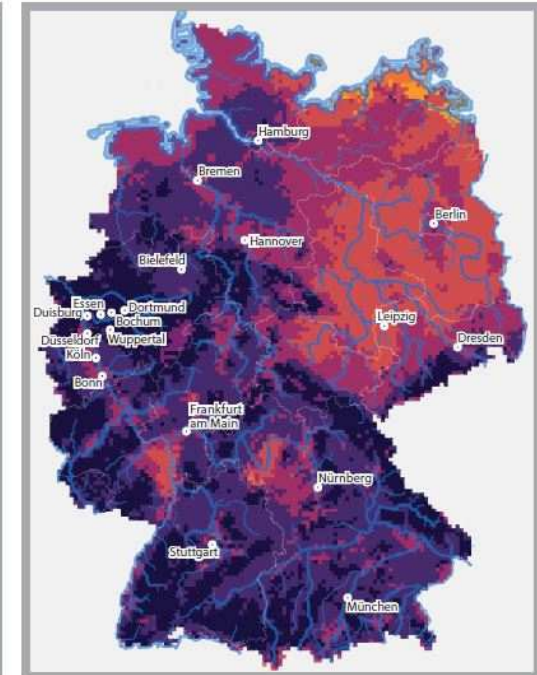 Hamburg
Bremen
Berlin
Hannover
Bielefeld
Essen
Dortmund
Duisburg
Bochum
Leipzig
Düsseldorf
Wuppertal
Dresden
Köln
Bonn
Frankfurt
am Main
Nürnberg
Stuttgart
München